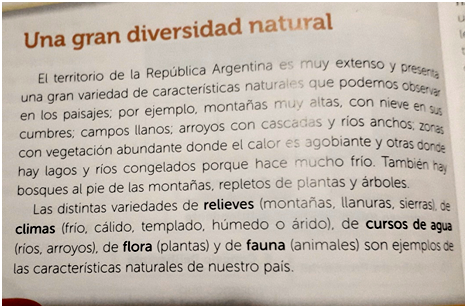 Una gran diversidad natural
El territorio de la República Argentina es muy extenso y presenta
una gran variedad de características naturales que podemos observar
en los paisajes; por ejemplo, montañas muy altas, con nieve en sus
cumbres; campos llanos; arroyos con cascadas y ríos anchos; zonas
con vegetación abundante donde el calor es agobiante y otras donde
hay lagos y ríos congelados porque hace mucho frío. También hay
bosques al pie de las montañas, repletos de plantas y árboles.
Las distintas variedades de relieves (montañas, llanuras, sierras), de
climas (frío, cálido, templado, húmedo o árido), de cursos de agua
(ríos, arroyos), de flora (plantas) y de fauna (animales) son ejemplos de
las características naturales de nuestro país.